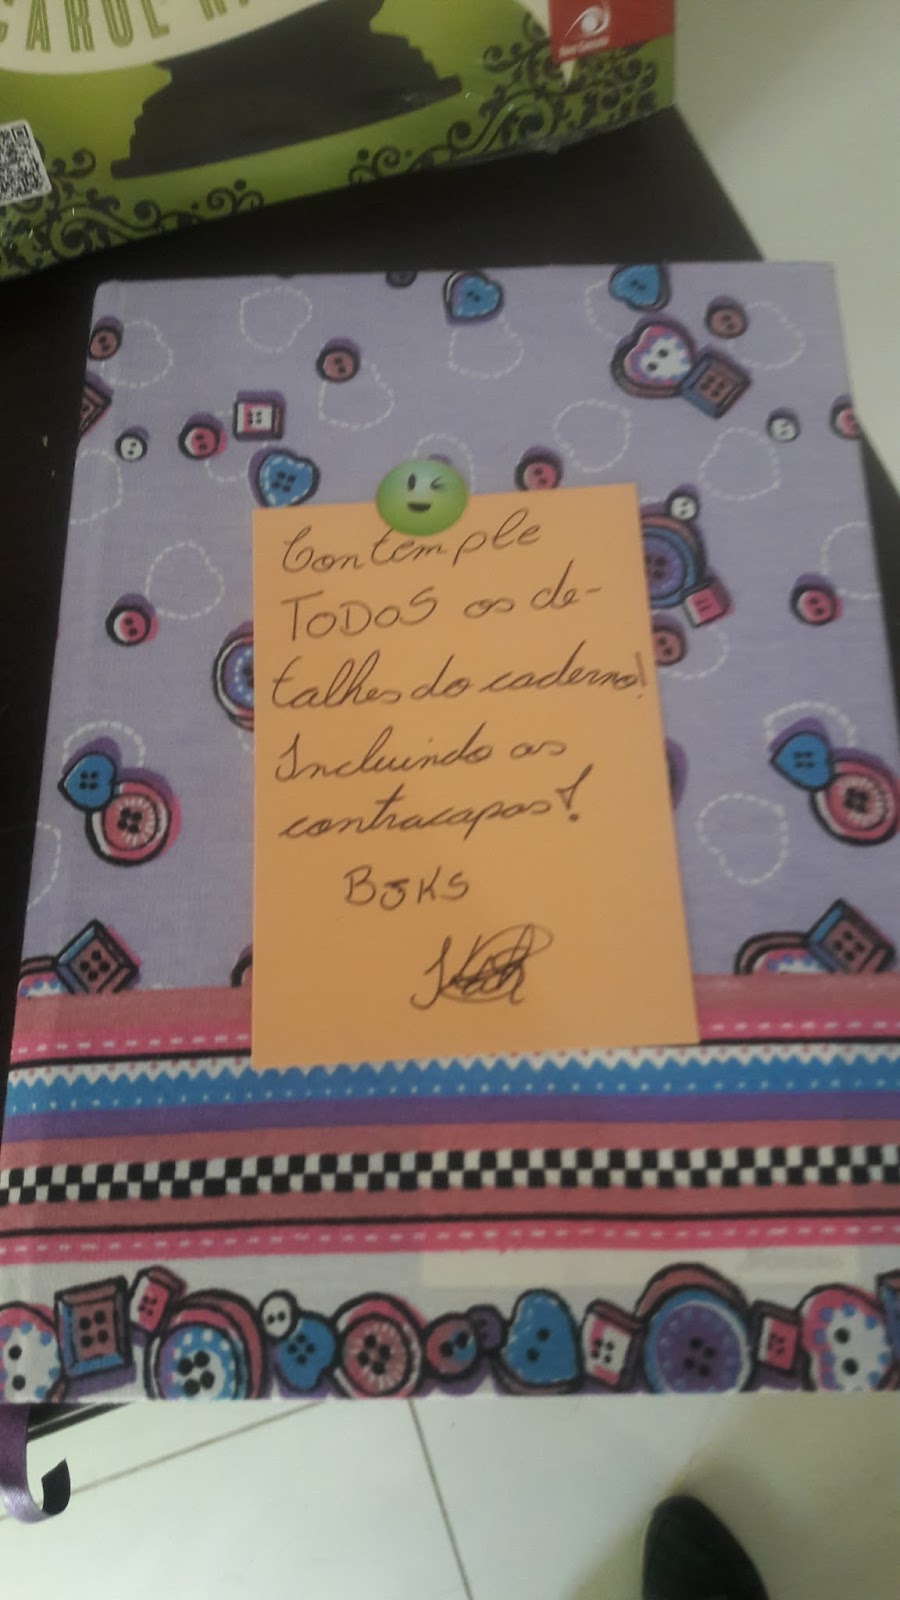 Contemple
TODOS os de-
talhes do caderno!
Incluindo as
contracapas!
BJKS